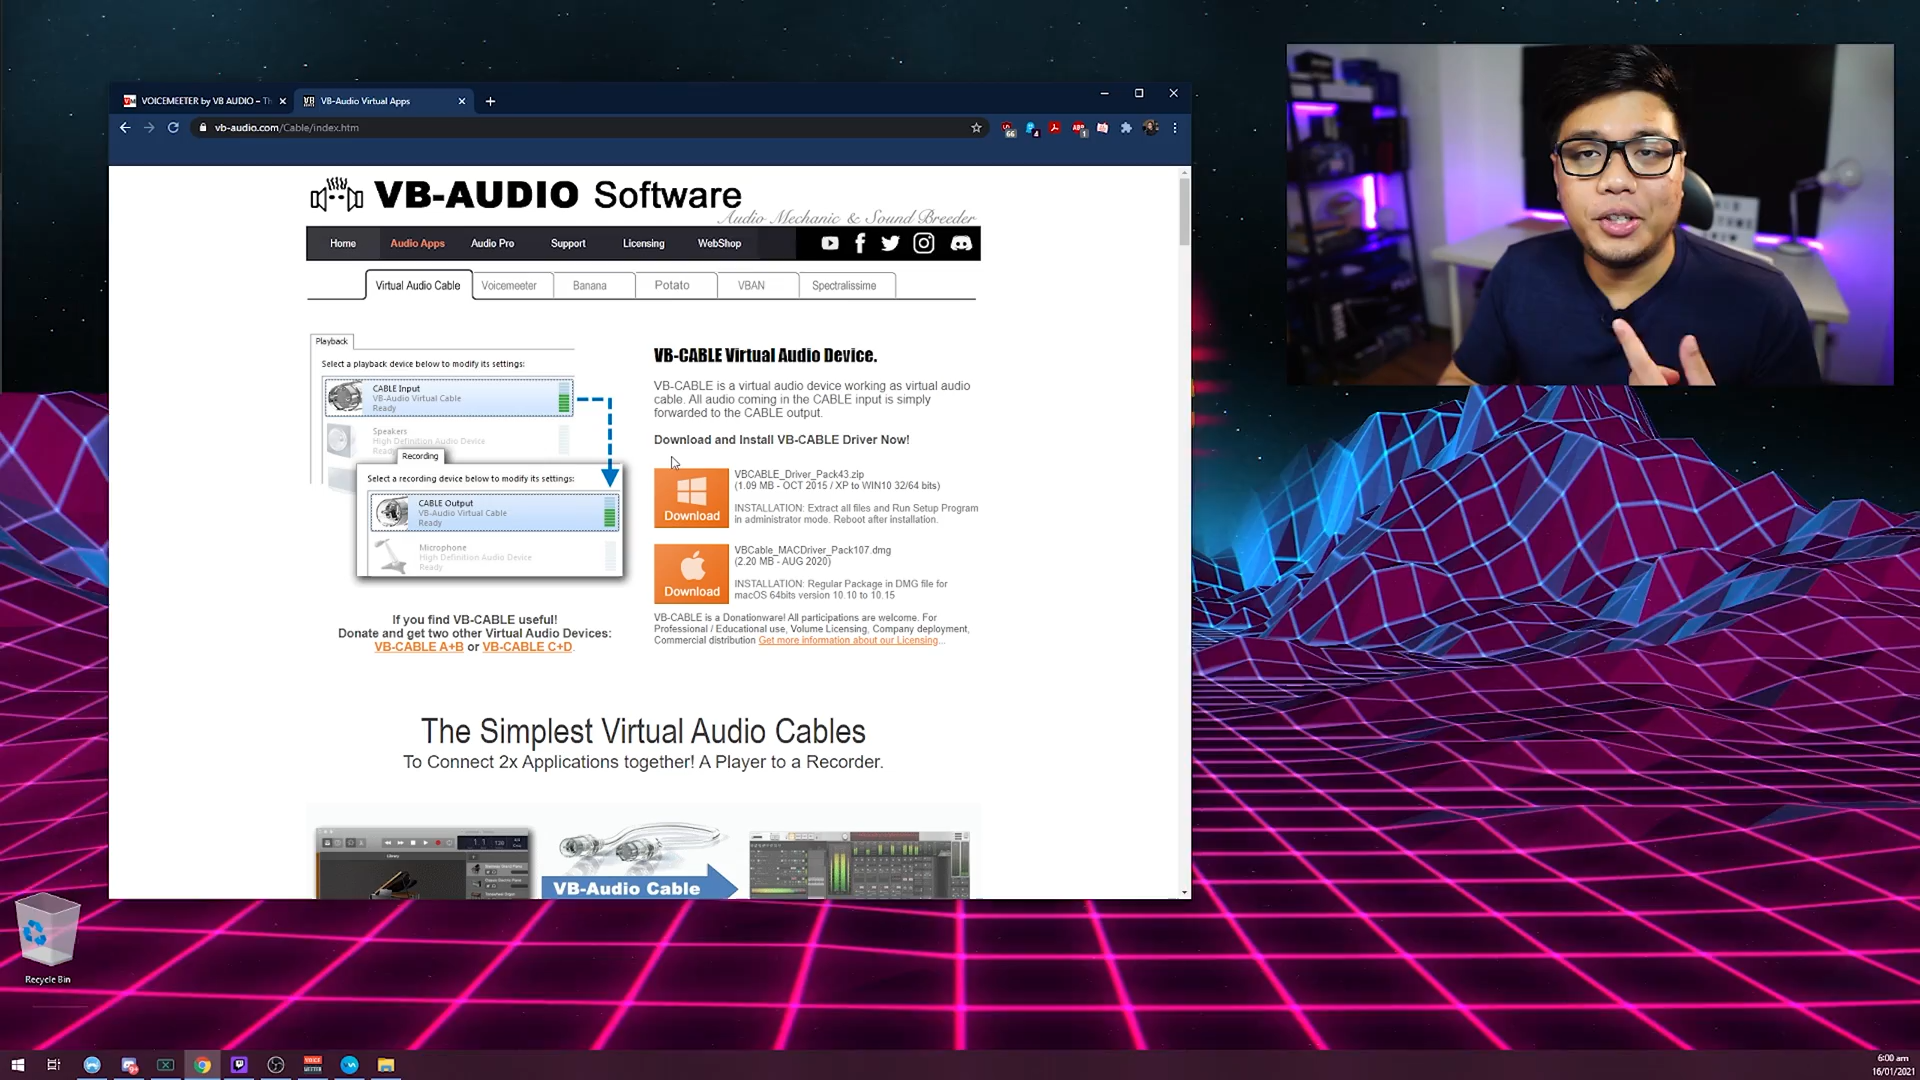 VOICEMEETER by VB AUDIO – Th
VB-Audio Virtual Apps
vb-audio.com/Cable/index.htm
VB-AUDIO Software
Audio Mechanic & Sound Breeder
Home Audio Apps Audio Pro Support Licensing WebShop
Virtual Audio Cable Voicemeeter Banana Potato VBAN Spectralissime
Playback
Select a playback device below to modify its settings:
CABLE Input
VB-Audio Virtual Cable
Ready
Speakers
High Definition Audio Device
Recording
Select a recording device below to modify its settings:
CABLE Output
VB-Audio Virtual Cable
Ready
Microphone
High Definition Audio Device
Ready
If you find VB-CABLE useful!
Donate and get two other Virtual Audio Devices:
VB-CABLE A+B or VB-CABLE C+D.
VB-CABLE Virtual Audio Device.
VB-CABLE is a virtual audio device working as virtual audio
cable. All audio coming in the CABLE input is simply
forwarded to the CABLE output.
Download and Install VB-CABLE Driver Now!
Download
VBCABLE_Driver_Pack43.zip
(1.09 MB - OCT 2015 / XP to WIN10 32/64 bits)
INSTALLATION: Extract all files and Run Setup Program
in administrator mode. Reboot after installation.
Download
VBCable_MACDriver_Pack107.dmg
(2.20 MB - AUG 2020)
INSTALLATION: Regular Package in DMG file for
macOS 64bits version 10.10 to 10.15
VB-CABLE is a Donationware! All participations are welcome. For
Professional / Educational use, Volume Licensing, Company deployment,
Commercial distribution Get more information about our Licensing...
The Simplest Virtual Audio Cables
To Connect 2x Applications together! A Player to a Recorder.
VB-Audio Cable
Recycle Bin
6:00 am
16/01/2021